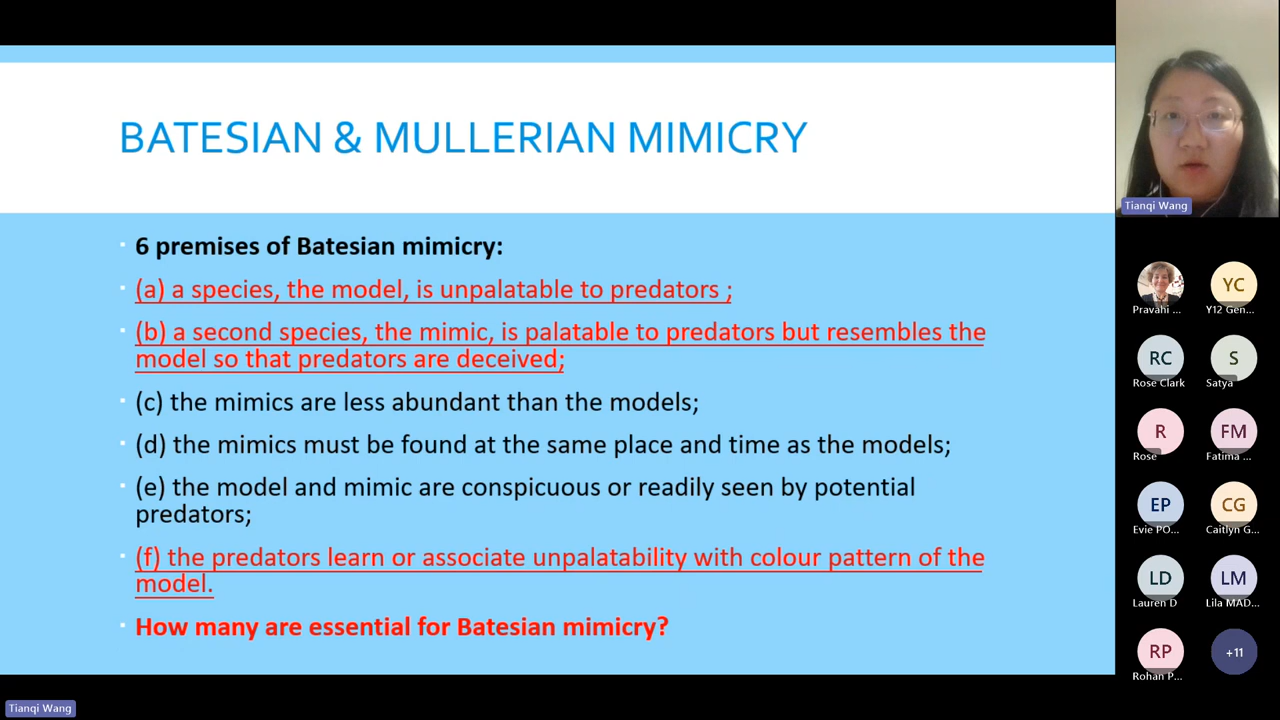 BATESIAN & MULLERIAN MIMICRY
6 premises of Batesian mimicry:
(a) a species, the model, is unpalatable to predators ;
(b) a second species, the mimic, is palatable to predators but resembles the
model so that predators are deceived;
(c) the mimics are less abundant than the models;
(d) the mimics must be found at the same place and time as the models;
(e) the model and mimic are conspicuous or readily seen by potential
predators;
(f) the predators learn or associate unpalatability with colour pattern of the
model.
How many are essential for Batesian mimicry?
Tianqi Wang
Tianqi Wang
Pravahi ...
YC
Y12 Gen...
RC
Rose Clark
S
Satya
R
Rose
FM
Fatima ...
EP
Evie PO...
CG
Caitlyn G...
LD
Lauren D
LM
Lila MAD...
RP
Rohan P...
+11